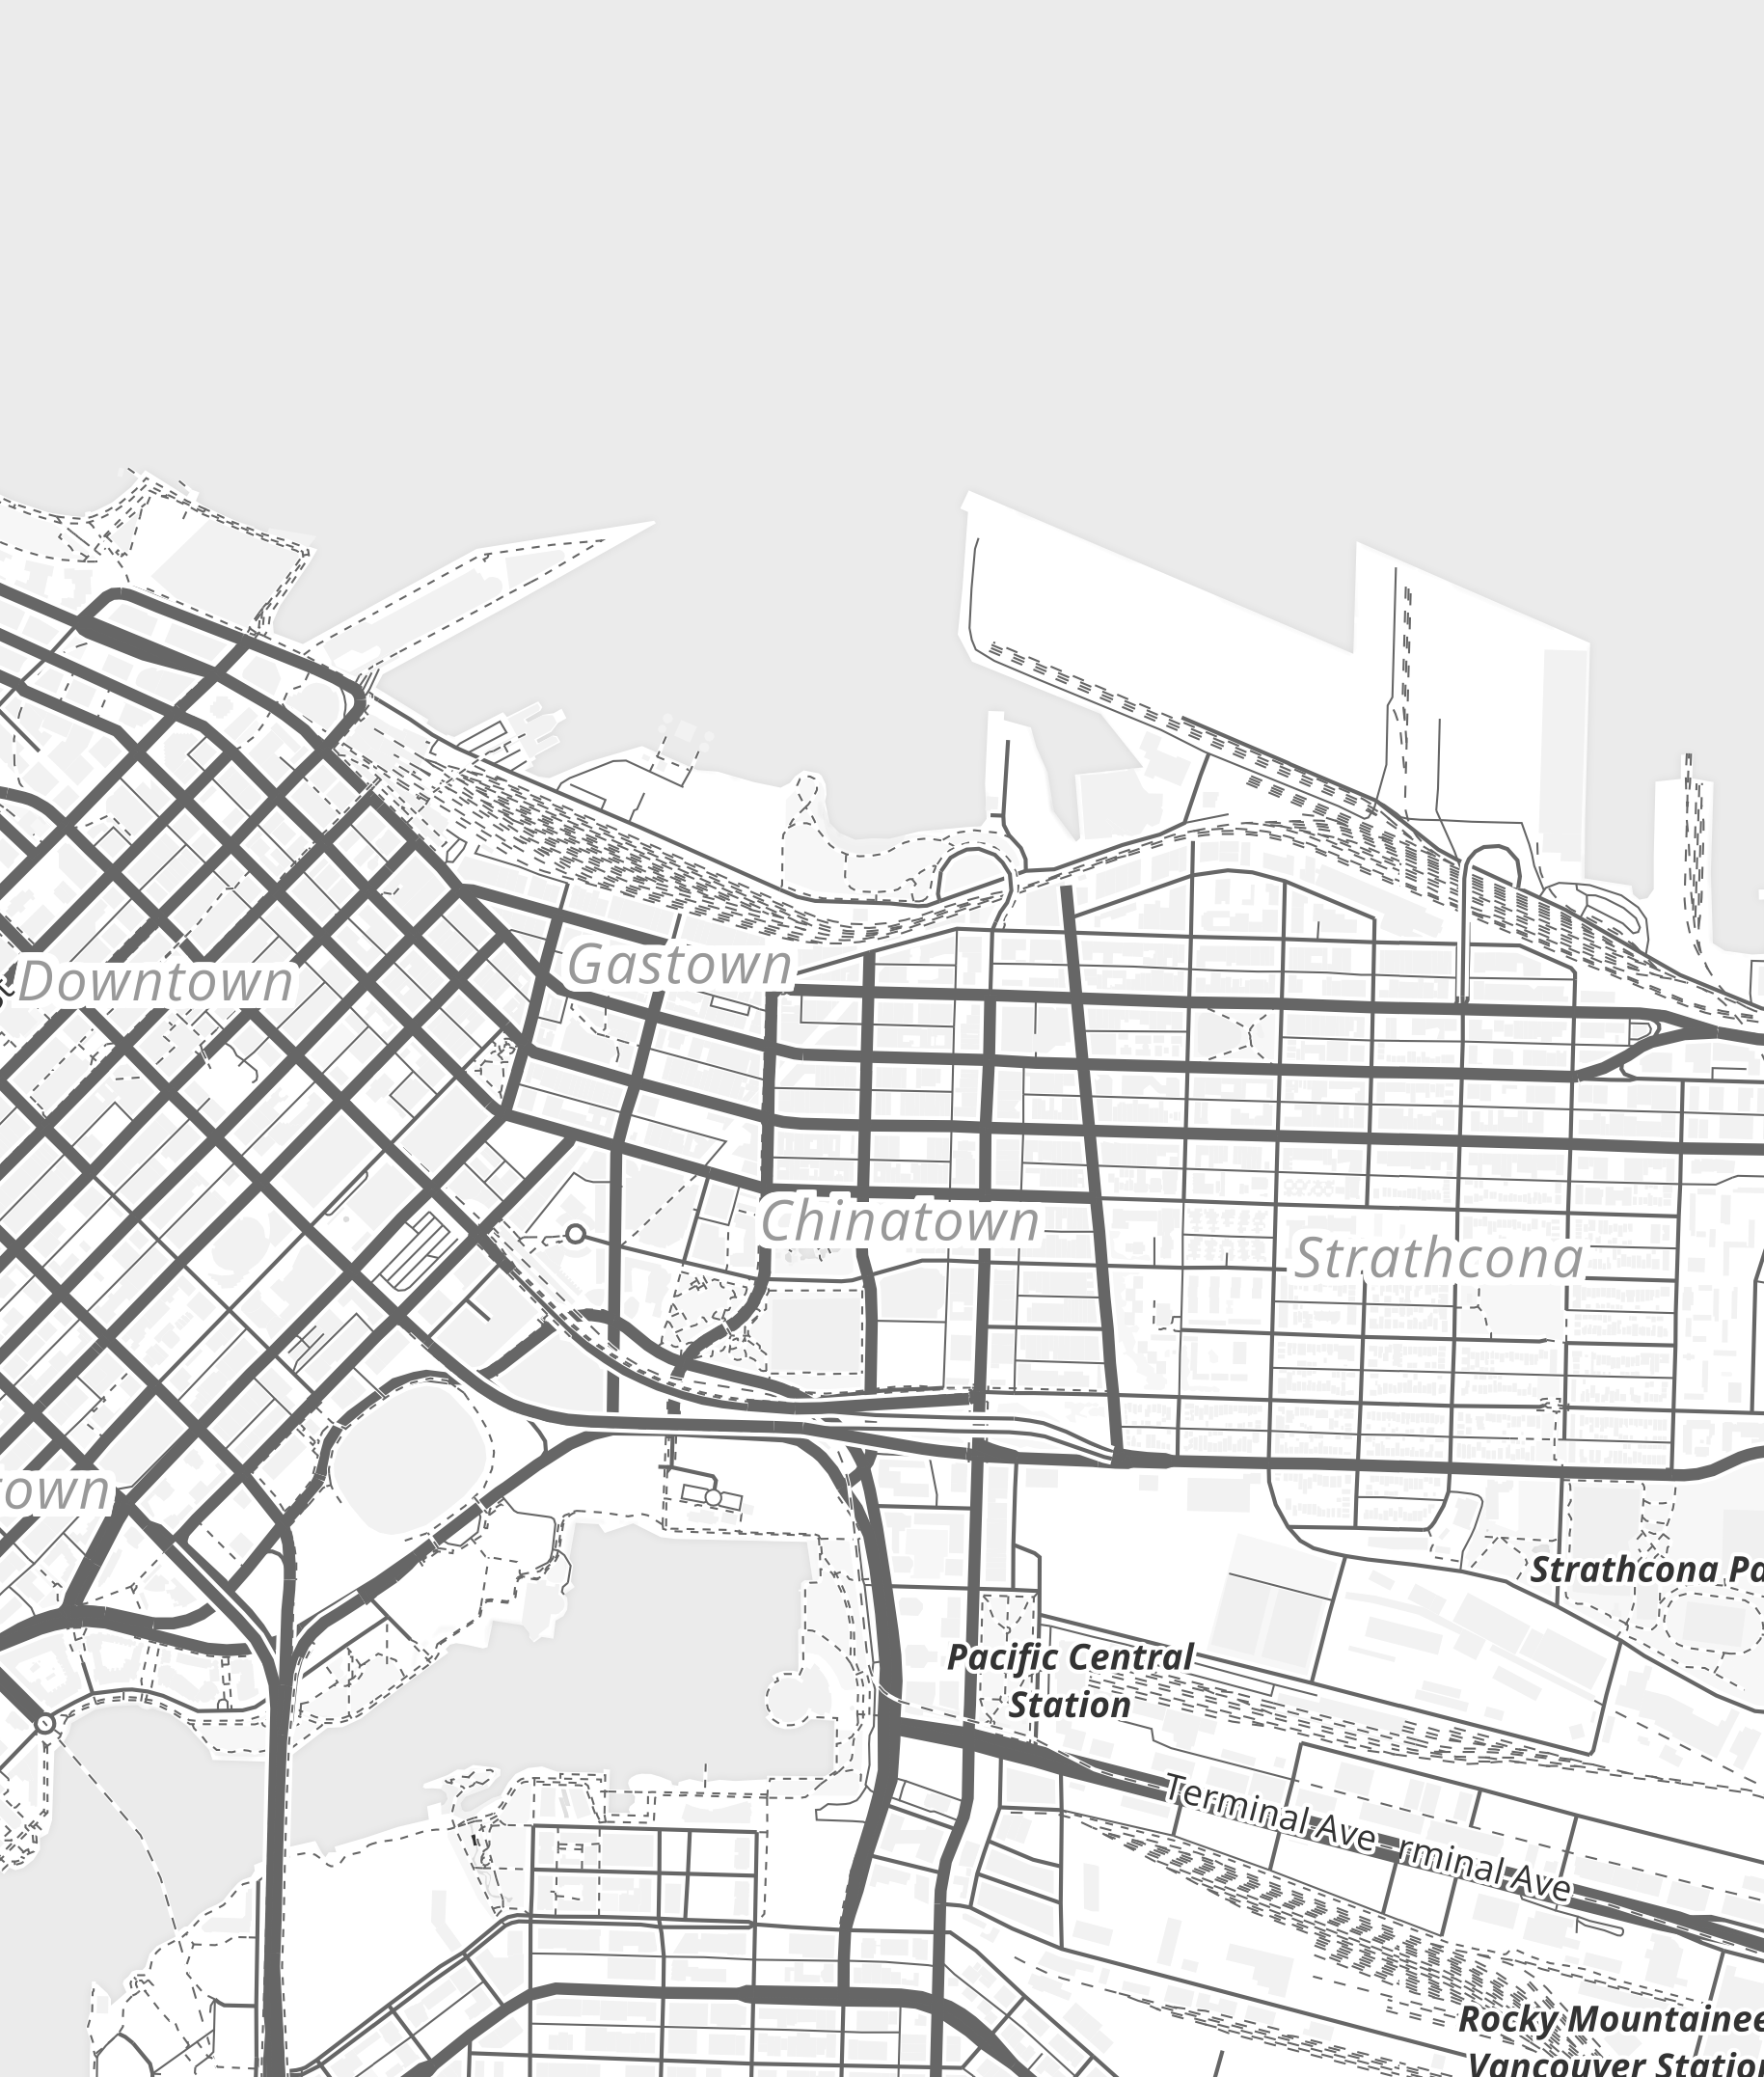 Gastown
Downtown
Chinatown
Strathcona
own
Strathcona Pa
Pacific Central
Station
Terminal Ave
rminal Ave
Rocky Mountainee
Vancouver Statio